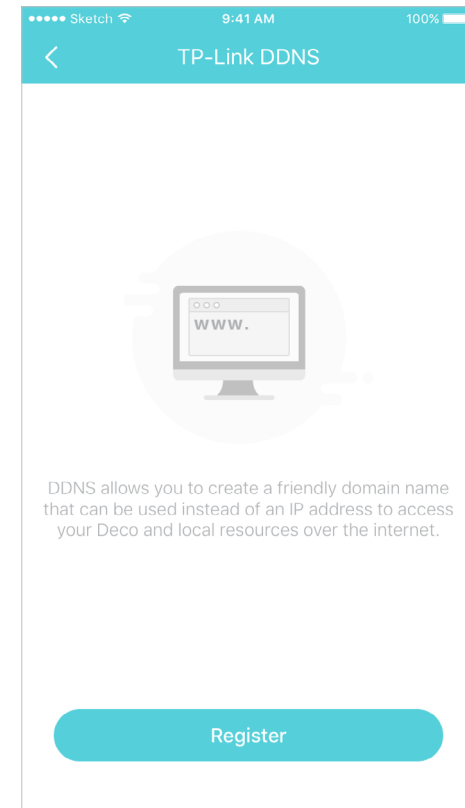 ●●●●● Sketch 9:41 AM 100%
TP-Link DDNS
www.
DDNS allows you to create a friendly domain name
that can be used instead of an IP address to access
your Deco and local resources over the internet.
Register